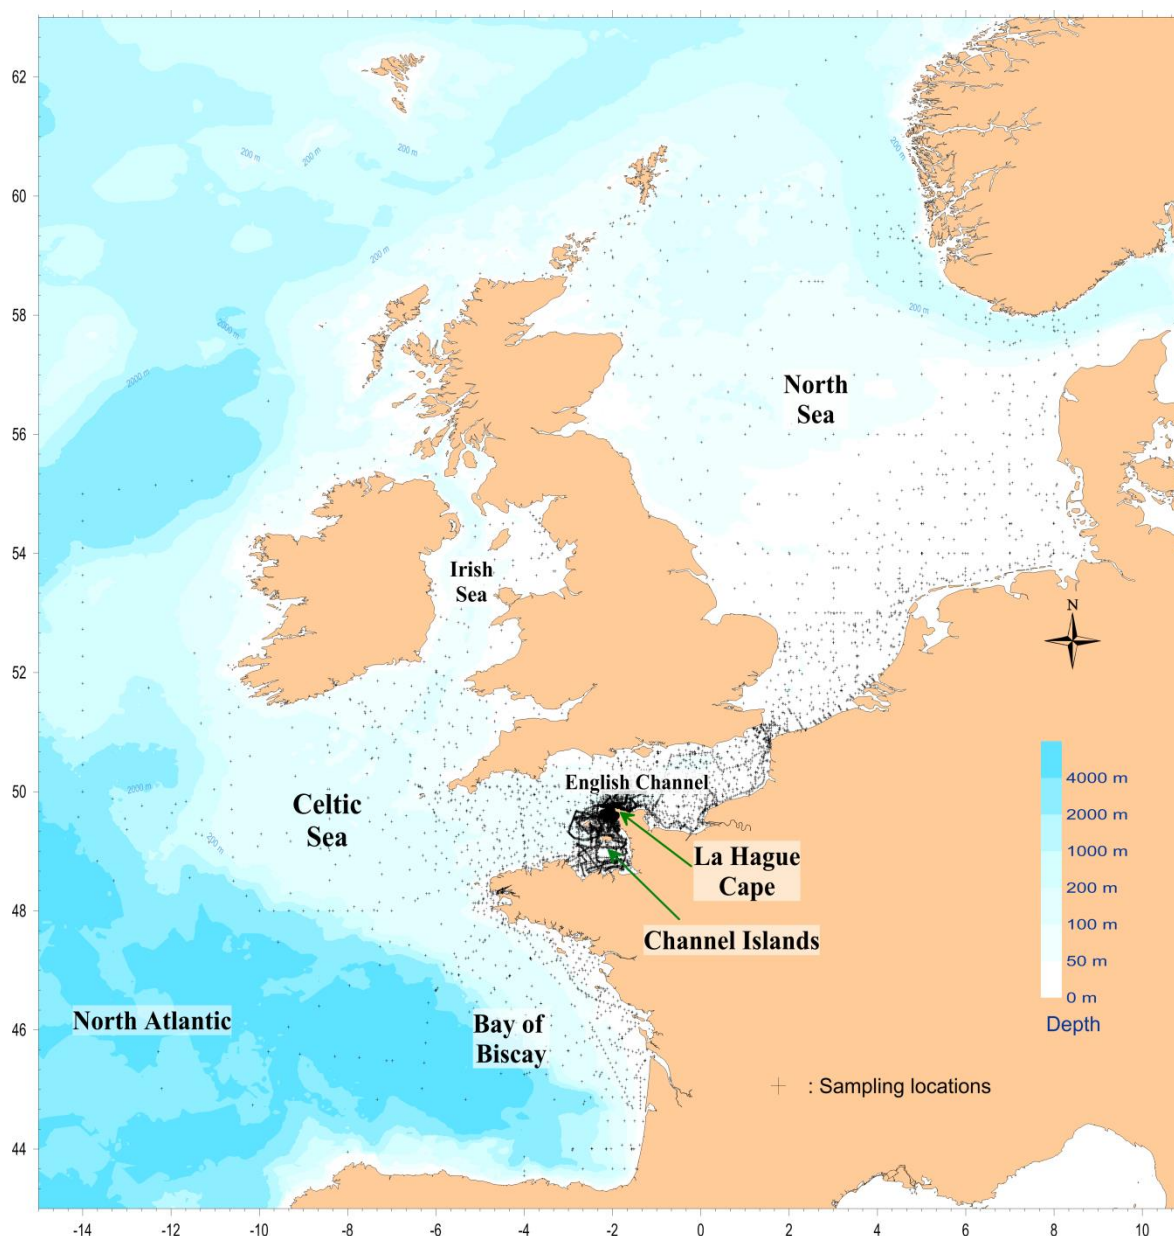 62
60
58
56
54
52
50
48
46
44
200 m
200 m
200 m
200 m
200 m
200 m
2000 m
2000 m
2000 m
200 m
North
Sea
Irish
Sea
N
English Channel
Celtic
Sea
La Hague
Cape
Channel Islands
North Atlantic
Bay of
Biscay
4000 m
2000 m
1000 m
200 m
100 m
50 m
0 m
Depth
: Sampling locations
-14 -12 -10 -8 -6 -4 -2 0 2 4 6 8 10